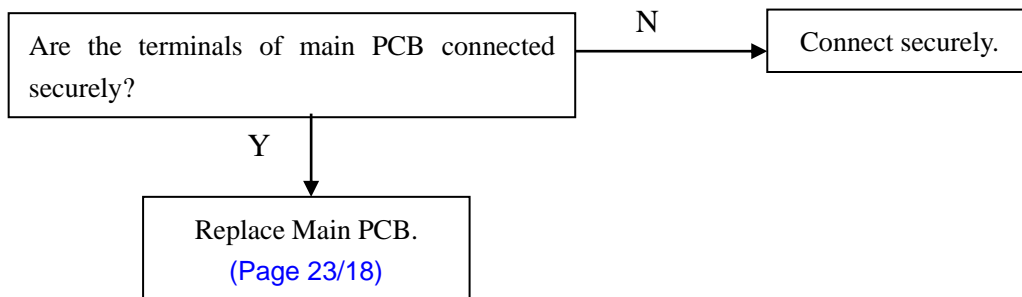 Are the terminals of main PCB connected
securely?
N
Connect securely.
Y
Replace Main PCB.
(Page 23/18)